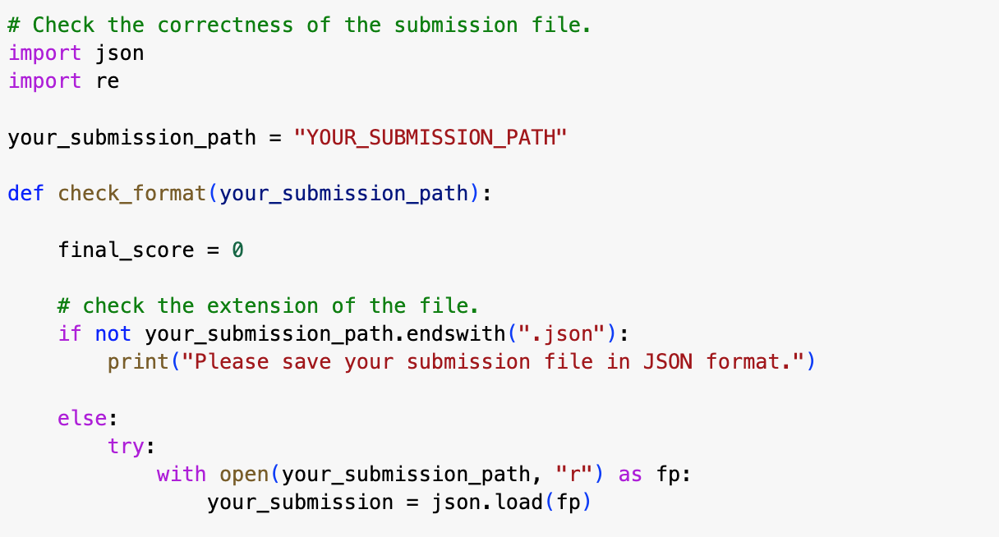 # Check the correctness of the submission file.
import json
import re

your_submission_path = "YOUR_SUBMISSION_PATH"

def check_format(your_submission_path):

    final_score = 0

    # check the extension of the file.
    if not your_submission_path.endswith(".json"):
        print("Please save your submission file in JSON format.")

    else:
        try:
            with open(your_submission_path, "r") as fp:
                your_submission = json.load(fp)